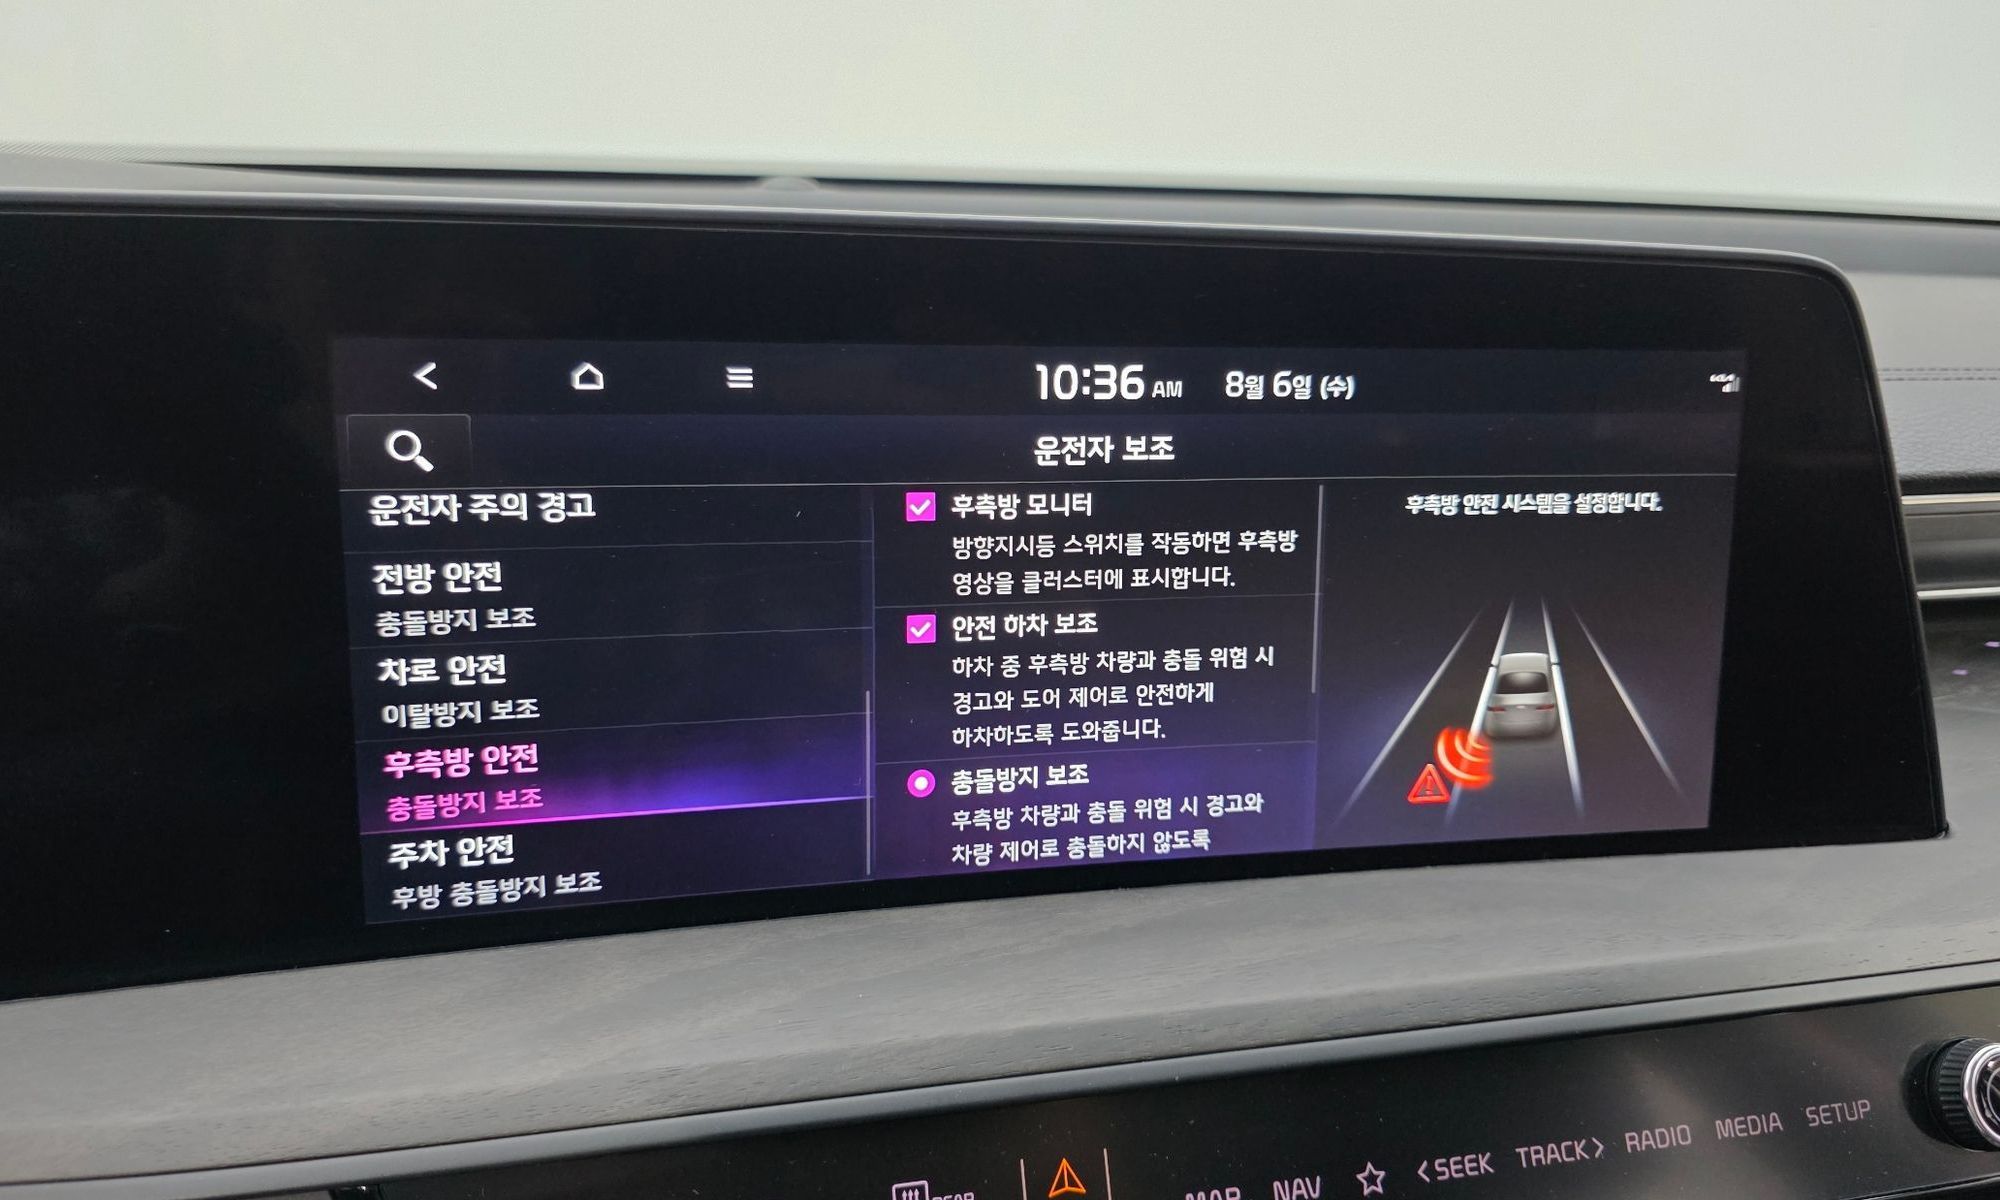 10:36 AM 8월 6일 (수)
운전자 보조
운전자 주의 경고
전방 안전
충돌방지 보조
차로 안전
이탈방지 보조
후측방 안전
충돌방지 보조
주차 안전
후방 충돌방지 보조
후측방 모니터
방향지시등 스위치를 작동하면 후측방
영상을 클러스터에 표시합니다.
안전 하차 보조
하차 중 후측방 차량과 충돌 위험 시
경고와 도어 제어로 안전하게
하차하도록 도와줍니다.
충돌방지 보조
후측방 차량과 충돌 위험 시 경고와
차량 제어로 충돌하지 않도록
후측방 안전 시스템을 설정합니다.
REAR
MAP NAV <SEEK TRACK> RADIO MEDIA SETUP